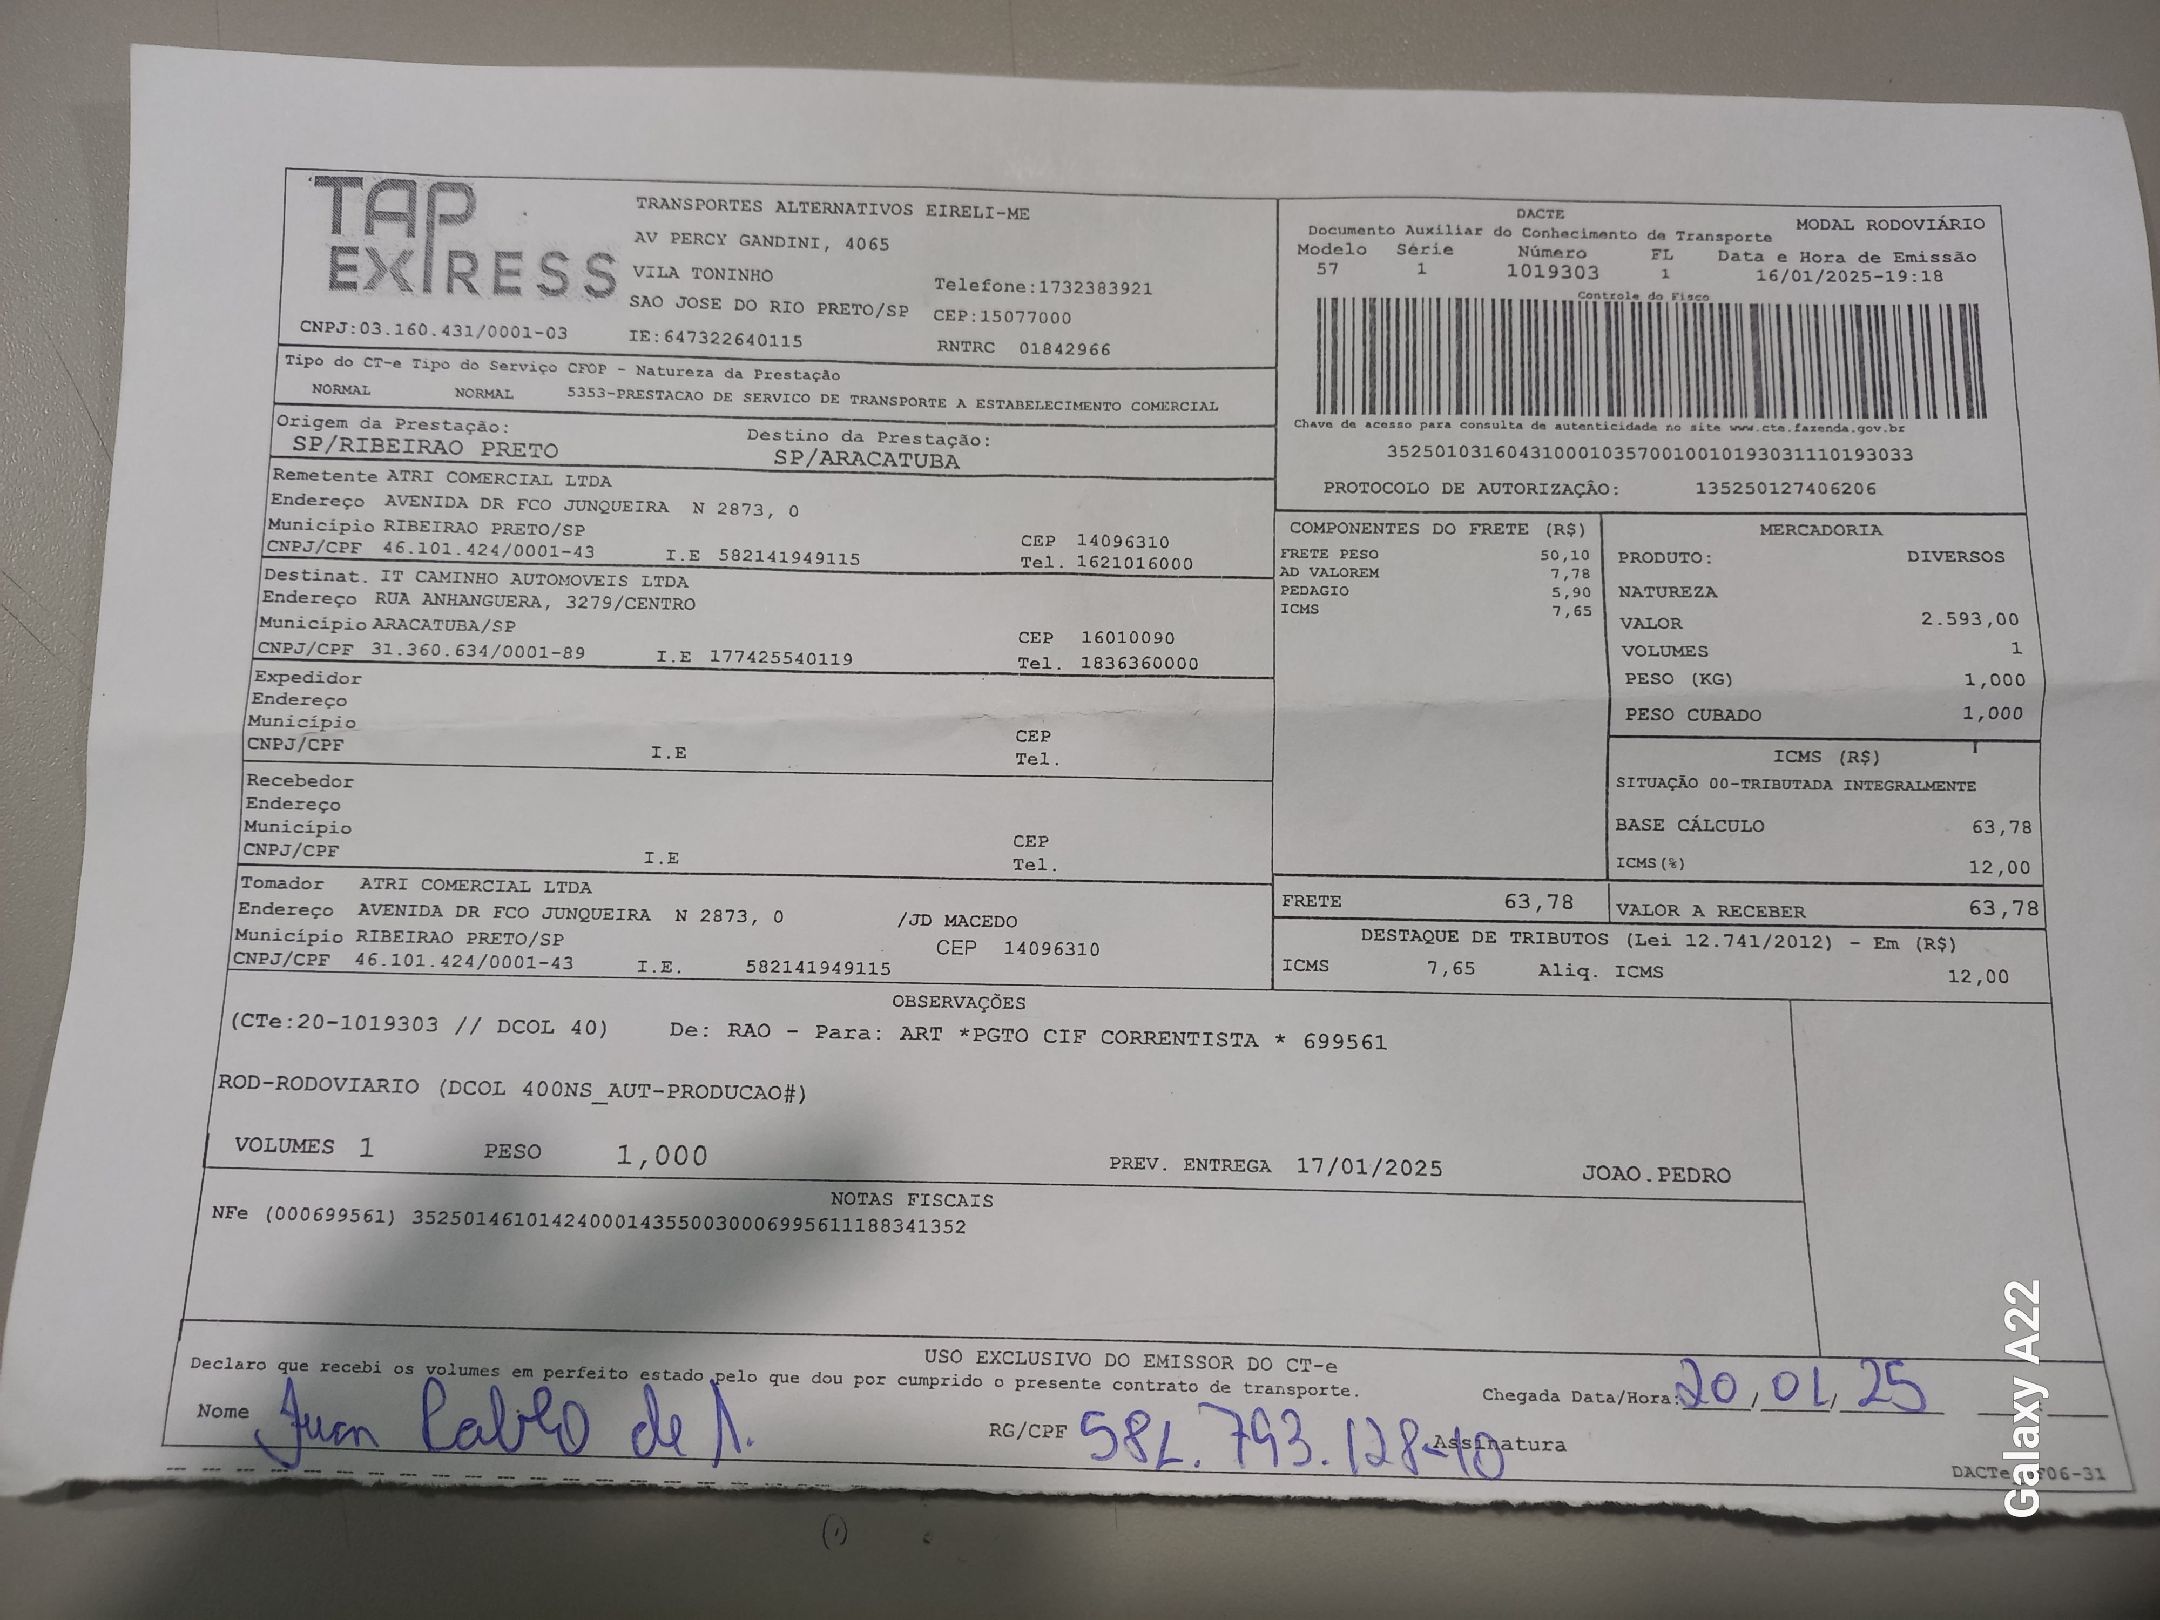 TAP
EXPRESS
TRANSPORTES ALTERNATIVOS EIRELI-ME
AV PERCY GANDINI, 4065
VILA TONINHO
Telefone:1732383921
SAO JOSE DO RIO PRETO/SP CEP:15077000
CNPJ:03.160.431/0001-03 IE:647322640115 RNTRC 01842966
DACTE MODAL RODOVIÁRIO
Documento Auxiliar do Conhecimento de Transporte
Modelo Série Número FL Data e Hora de Emissão
57 1 1019303 1 16/01/2025-19:18
Controle do Fisco
Chave de acesso para consulta de autenticidade no site www.cte.fazenda.gov.br
35250103160431000103570010010193031110193033
PROTOCOLO DE AUTORIZAÇÂO: 135250127406206
Tipo do CT-e Tipo do Serviço CFOP - Natureza da Prestação
NORMAL NORMAL 5353-PRESTACAO DE SERVICO DE TRANSPORTE A ESTABELECIMENTO COMERCIAL
Origem da Prestação: Destino da Prestação:
SP/RIBEIRAO PRETO SP/ARACATUBA
Remetente ATRI COMERCIAL LTDA
Endereço AVENIDA DR FCO JUNQUEIRA N 2873, 0
Município RIBEIRAO PRETO/SP CEP 14096310
CNPJ/CPF 46.101.424/0001-43 I.E 582141949115 Tel. 1621016000
Destinat. IT CAMINHO AUTOMOVEIS LTDA
Endereço RUA ANHANGUERA, 3279/CENTRO
Município ARACATUBA/SP CEP 16010090
CNPJ/CPF 31.360.634/0001-89 I.E 177425540119 Tel. 1836360000
Expedidor
Endereço
Município CEP
CNPJ/CPF I.E Tel.
Recebedor
Endereço
Município CEP
CNPJ/CPF I.E Tel.
Tomador ATRI COMERCIAL LTDA
Endereço AVENIDA DR FCO JUNQUEIRA N 2873, 0 /JD MACEDO
Município RIBEIRAO PRETO/SP CEP 14096310
CNPJ/CPF 46.101.424/0001-43 I.E. 582141949115
COMPONENTES DO FRETE (R$)
FRETE PESO 50,10
AD VALOREM 7,78
PEDAGIO 5,90
ICMS 7,65
MERCADORIA
PRODUTO: DIVERSOS
NATUREZA
VALOR 2.593,00
VOLUMES 1
PESO (KG) 1,000
PESO CUBADO 1,000
ICMS (R$)
SITUAÇÃO 00-TRIBUTADA INTEGRALMENTE
BASE CÁLCULO 63,78
ICMS(%) 12,00
FRETE 63,78 VALOR A RECEBER 63,78
DESTAQUE DE TRIBUTOS (Lei 12.741/2012) - Em (R$)
ICMS 7,65 Aliq. ICMS 12,00
OBSERVAÇÕES
(CTe:20-1019303 // DCOL 40) De: RAO - Para: ART *PGTO CIF CORRENTISTA * 699561
ROD-RODOVIARIO (DCOL 400NS_AUT-PRODUCAO#)
VOLUMES 1 PESO 1,000 PREV. ENTREGA 17/01/2025 JOAO.PEDRO
NOTAS FISCAIS
NFe (000699561) 35250146101424000143550030006995611188341352
USO EXCLUSIVO DO EMISSOR DO CT-e
Declaro que recebi os volumes em perfeito estado pelo que dou por cumprido o presente contrato de transporte.
Chegada Data/Hora: 20/01/25
Nome Juan Pablo de A. RG/CPF 581.793.128-10 Assinatura
06-31
Galaxy A22